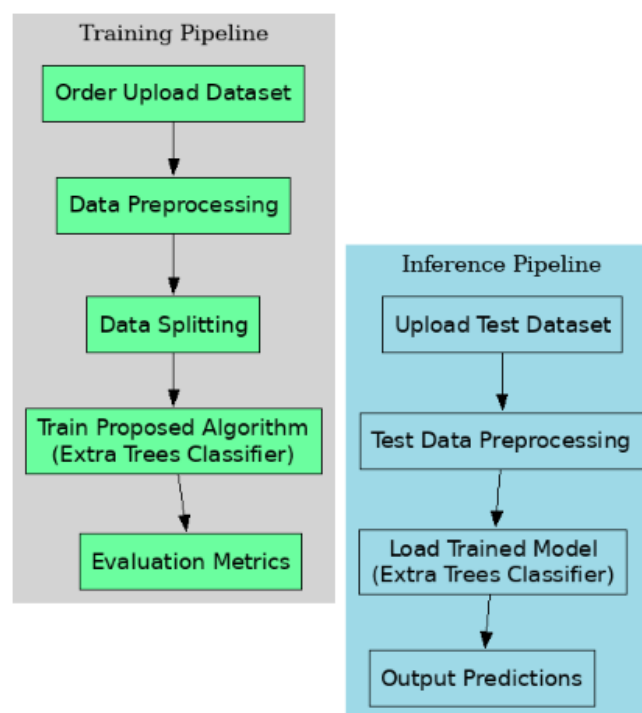 Training Pipeline
Order Upload Dataset
Data Preprocessing
Data Splitting
Train Proposed Algorithm
(Extra Trees Classifier)
Evaluation Metrics
Inference Pipeline
Upload Test Dataset
Test Data Preprocessing
Load Trained Model
(Extra Trees Classifier)
Output Predictions